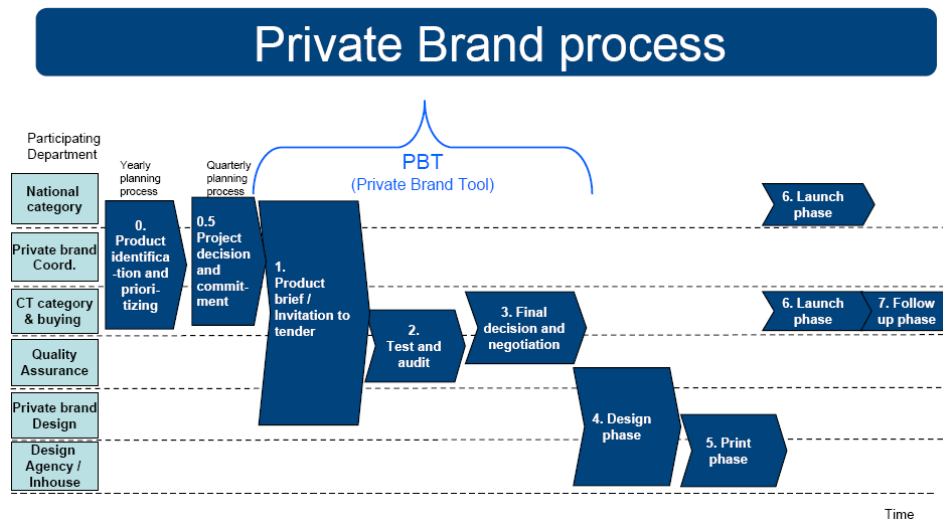 Private Brand process
Participating
Department
Yearly
planning
process
Quarterly
planning
process
PBT
(Private Brand Tool)
National
category
Private brand
Coord.
CT category
& buying
Quality
Assurance
Private brand
Design
Design
Agency /
Inhouse
0.
Product
identifica
-tion and
priori-
tizing
0.5
Project
decision
and
commit-
ment
1.
Product
brief /
Invitation to
tender
2.
Test and
audit
3. Final
decision and
negotiation
4. Design
phase
5. Print
phase
6. Launch
phase
6. Launch
phase
7. Follow
up phase
Time